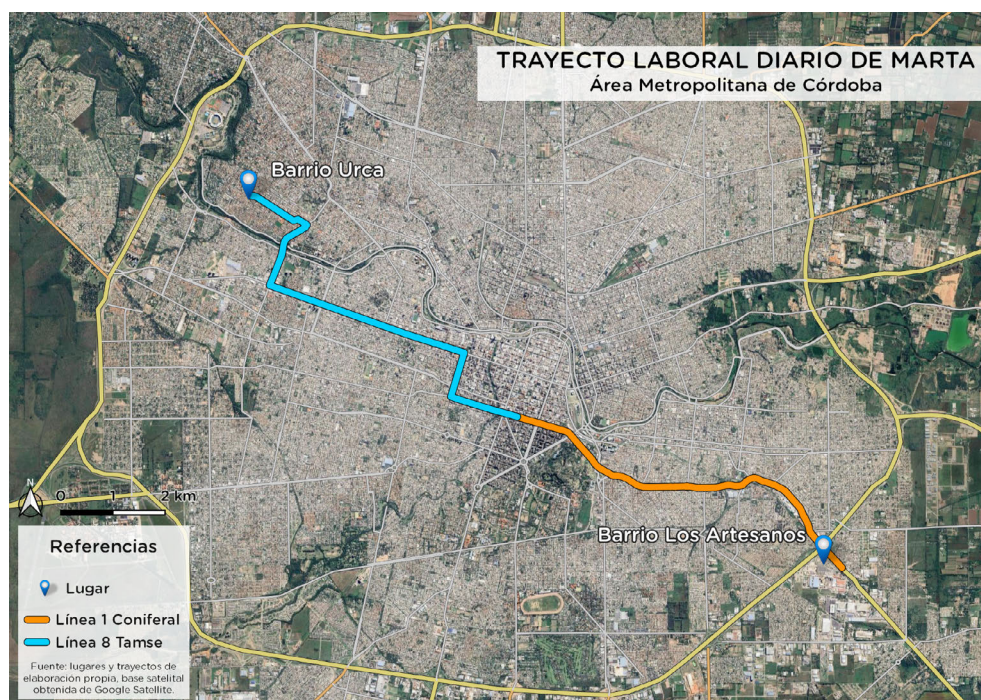 TRAYECTO LABORAL DIARIO DE MARTA
Área Metropolitana de Córdoba
Barrio Urca
Barrio Los Artesanos
N
0 1 2 km
Referencias
Lugar
Línea 1 Coniferal
Línea 8 Tamse
Fuente: lugares y trayectos de
elaboración propia, base satelital
obtenida de Google Satellite.